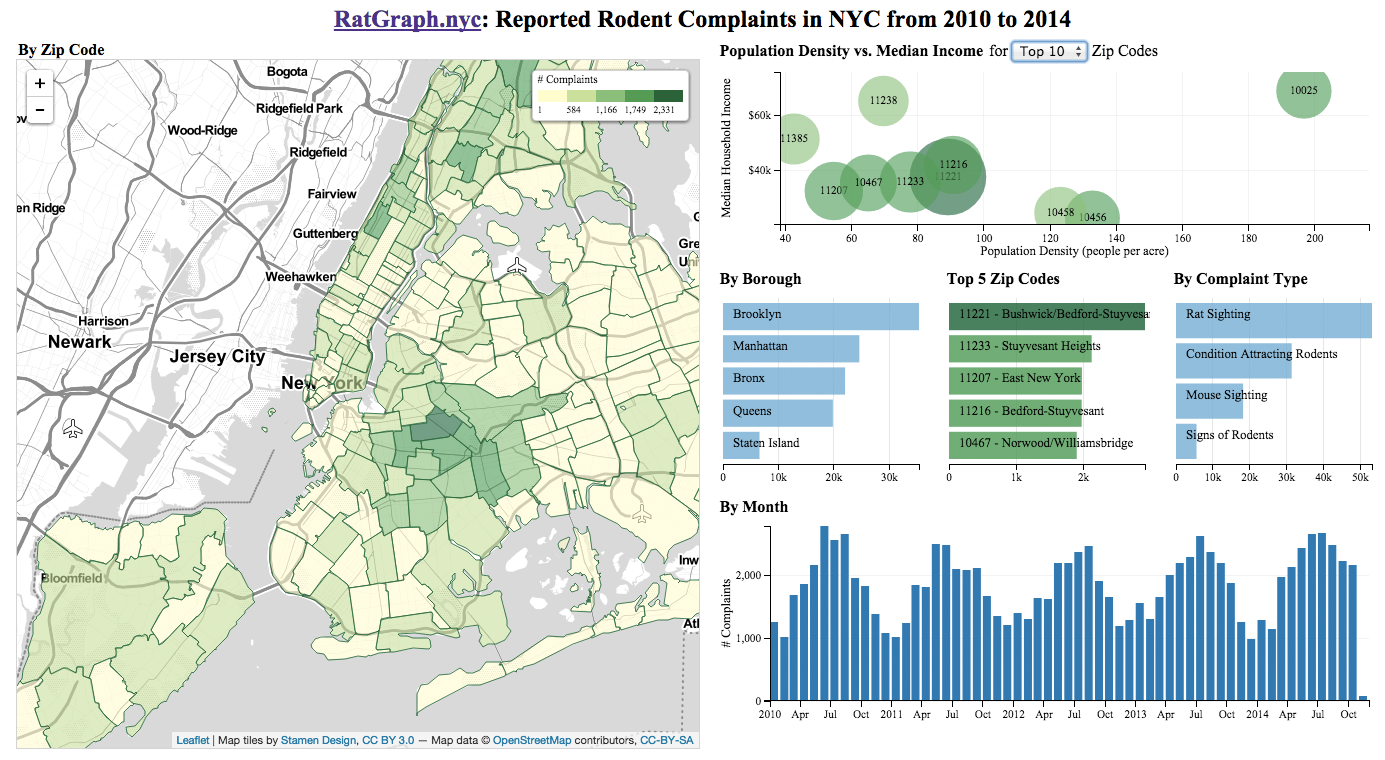 RatGraph.nyc: Reported Rodent Complaints in NYC from 2010 to 2014
By Zip Code
+
−
Bogota
Ridgefield Park
Wood-Ridge
Ridgefield
en Ridge
Fairview
Guttenberg
Weehawken
Harrison
Newark
Jersey City
New York
Bloomfield
Gre
Inw
Atl
# Complaints
1 584 1,166 1,749 2,331
Leaflet | Map tiles by Stamen Design, CC BY 3.0 — Map data © OpenStreetMap contributors, CC-BY-SA
Population Density vs. Median Income for Top 10 Zip Codes
Median Household Income
$60k
$40k
10025
11238
11385
11216
11221
11233
10467
11207
10458
10456
40 60 80 100 120 140 160 180 200
Population Density (people per acre)
By Borough
Brooklyn
Manhattan
Bronx
Queens
Staten Island
0 10k 20k 30k
Top 5 Zip Codes
11221 - Bushwick/Bedford-Stuyvesa
11233 - Stuyvesant Heights
11207 - East New York
11216 - Bedford-Stuyvesant
10467 - Norwood/Williamsbridge
0 1k 2k
By Complaint Type
Rat Sighting
Condition Attracting Rodents
Mouse Sighting
Signs of Rodents
0 10k 20k 30k 40k 50k
By Month
# Complaints
2,000
1,000
0
2010 Apr Jul Oct 2011 Apr Jul Oct 2012 Apr Jul Oct 2013 Apr Jul Oct 2014 Apr Jul Oct